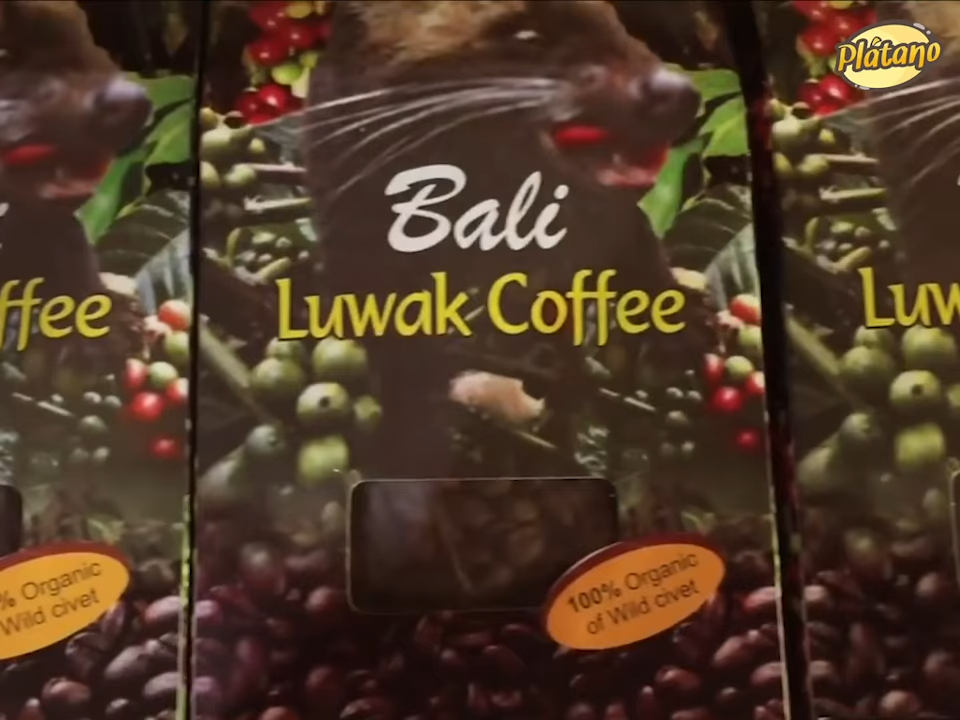 Plátano
Bali
Luwak Coffee
100% Organic
of Wild civet
ffee
% Organic
Wild civet
Luw